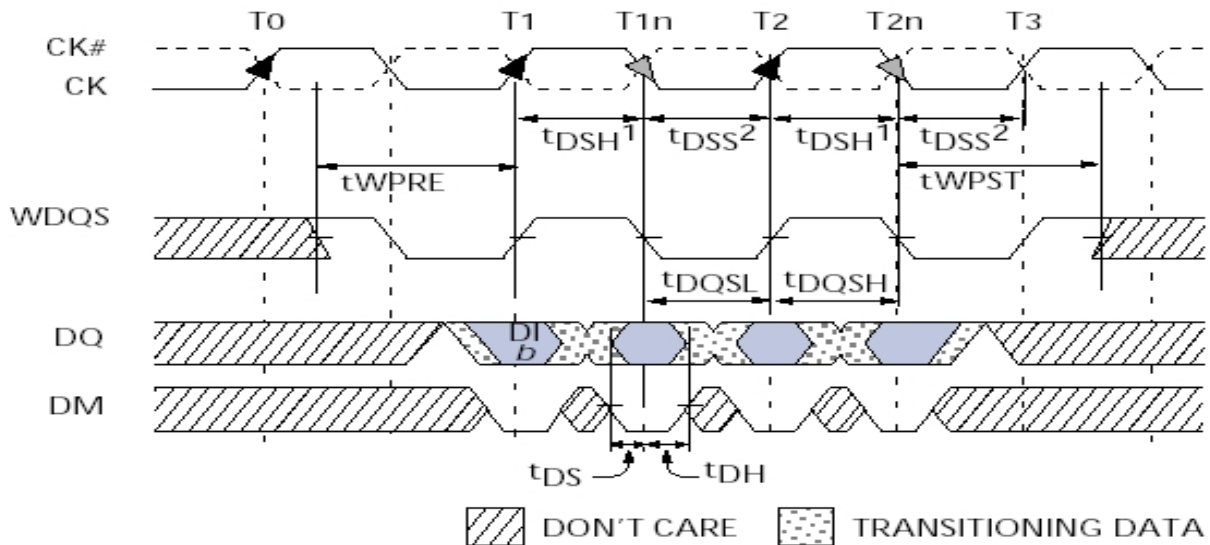 T0 T1 T1n T2 T2n T3
CK#
CK
tDSH1 tDSS2 tDSH1 tDSS2
tWPRE tWPST
WDQS
tDQSL tDQSH
DQ DI
b
DM
tDS tDH
DON'T CARE TRANSITIONING DATA